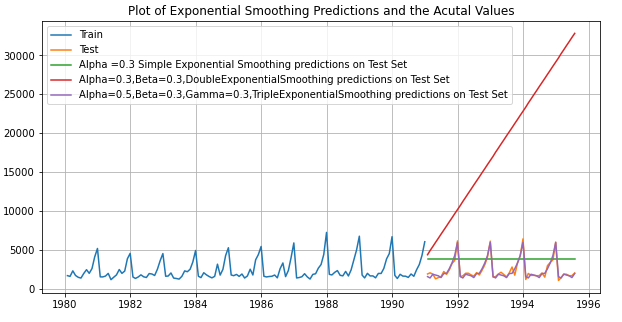 Plot of Exponential Smoothing Predictions and the Acutal Values
Train
Test
Alpha =0.3 Simple Exponential Smoothing predictions on Test Set
Alpha=0.3,Beta=0.3,DoubleExponentialSmoothing predictions on Test Set
Alpha=0.5,Beta=0.3,Gamma=0.3,TripleExponentialSmoothing predictions on Test Set
30000
25000
20000
15000
10000
5000
0
1980 1982 1984 1986 1988 1990 1992 1994 1996